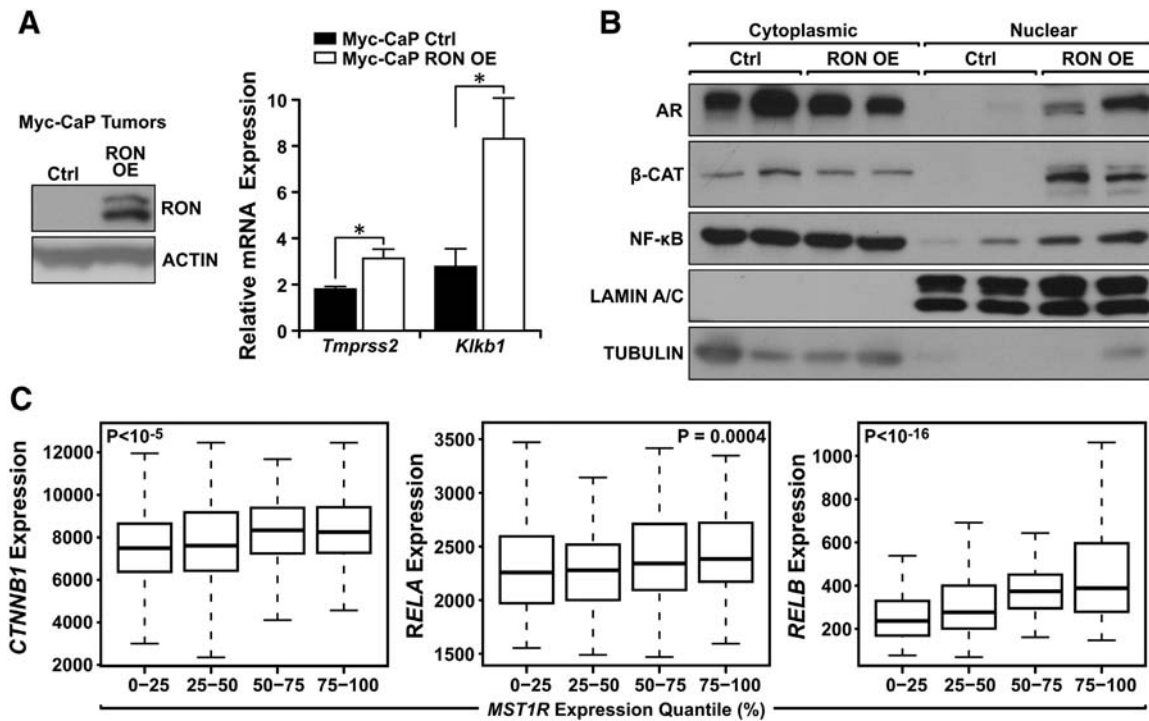 A
Myc-CaP Ctrl
Myc-CaP RON OE
Myc-CaP Tumors
Ctrl
RON
OE
RON
ACTIN
Relative mRNA Expression
10
8
6
4
2
0
*
*
Tmprss2
Klkb1
B
Cytoplasmic
Nuclear
Ctrl
RON OE
Ctrl
RON OE
AR
β-CAT
NF-κB
LAMIN A/C
TUBULIN
C
CTNNB1 Expression
P<10-5
12000
10000
8000
6000
4000
2000
0−25
25−50
50−75
75−100
RELA Expression
P = 0.0004
3500
3000
2500
2000
1500
0−25
25−50
50−75
75−100
RELB Expression
P<10-16
1000
800
600
400
200
0−25
25−50
50−75
75−100
MST1R Expression Quantile (%)